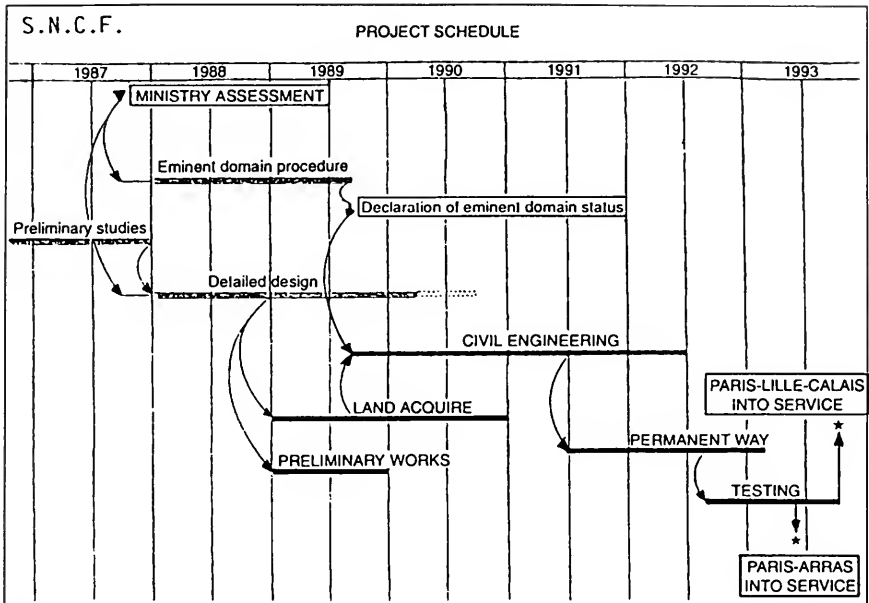 S.N.C.F.
PROJECT SCHEDULE
1987 1988 1989 1990 1991 1992 1993
MINISTRY ASSESSMENT
Eminent domain procedure
Declaration of eminent domain status
Preliminary studies
Detailed design
CIVIL ENGINEERING
PARIS-LILLE-CALAIS
INTO SERVICE
LAND ACQUIRE
PERMANENT WAY
PRELIMINARY WORKS
TESTING
PARIS-ARRAS
INTO SERVICE